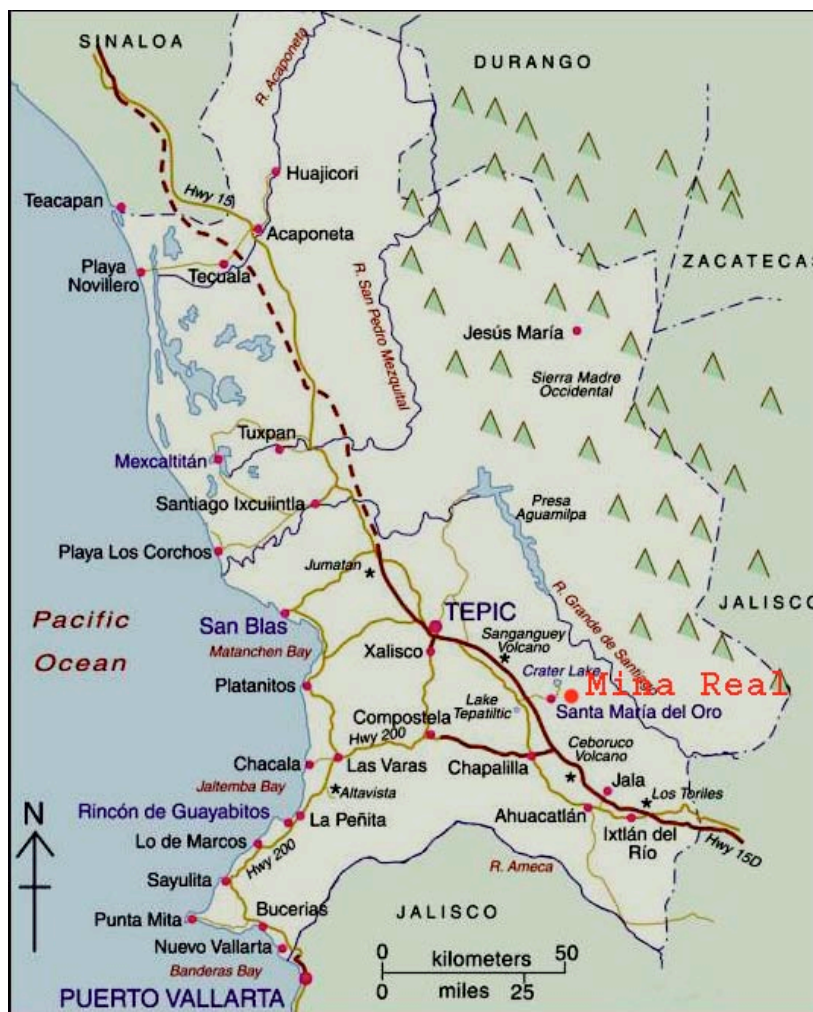 SINALOA
DURANGO
R. Acaponeta
Huajicori
Hwy 15
Teacapan
Acaponeta
ZACATECAS
Playa
Novillero
Tecuala
R. San Pedro Mezquital
Jesús María
Sierra Madre
Occidental
Tuxpan
Mexcaltitán
Santiago Ixcuiintla
Presa
Aguamilpa
Playa Los Corchos
Jumatan
JALISCO
Pacific
Ocean
San Blas
TEPIC
R. Grande de Santiago
Matanchen Bay
Xalisco
Sanganguey
Volcano
Crater Lake
Mina Real
Platanitos
Lake
Tepatiltic
Santa María del Oro
Compostela
Hwy 200
Ceboruco
Volcano
Chacala
Las Varas
Chapalilla
Jaltemba Bay
Altavista
Jala
Los Toriles
Rincón de Guayabitos
La Peñita
Ahuacatlán
Ixtlán del
Río
Hwy 15D
N
Lo de Marcos
Hwy 200
R. Ameca
Sayulita
Punta Mita
Bucerias
JALISCO
Nuevo Vallarta
0 50
kilometers
Banderas Bay
miles
0 25
PUERTO VALLARTA